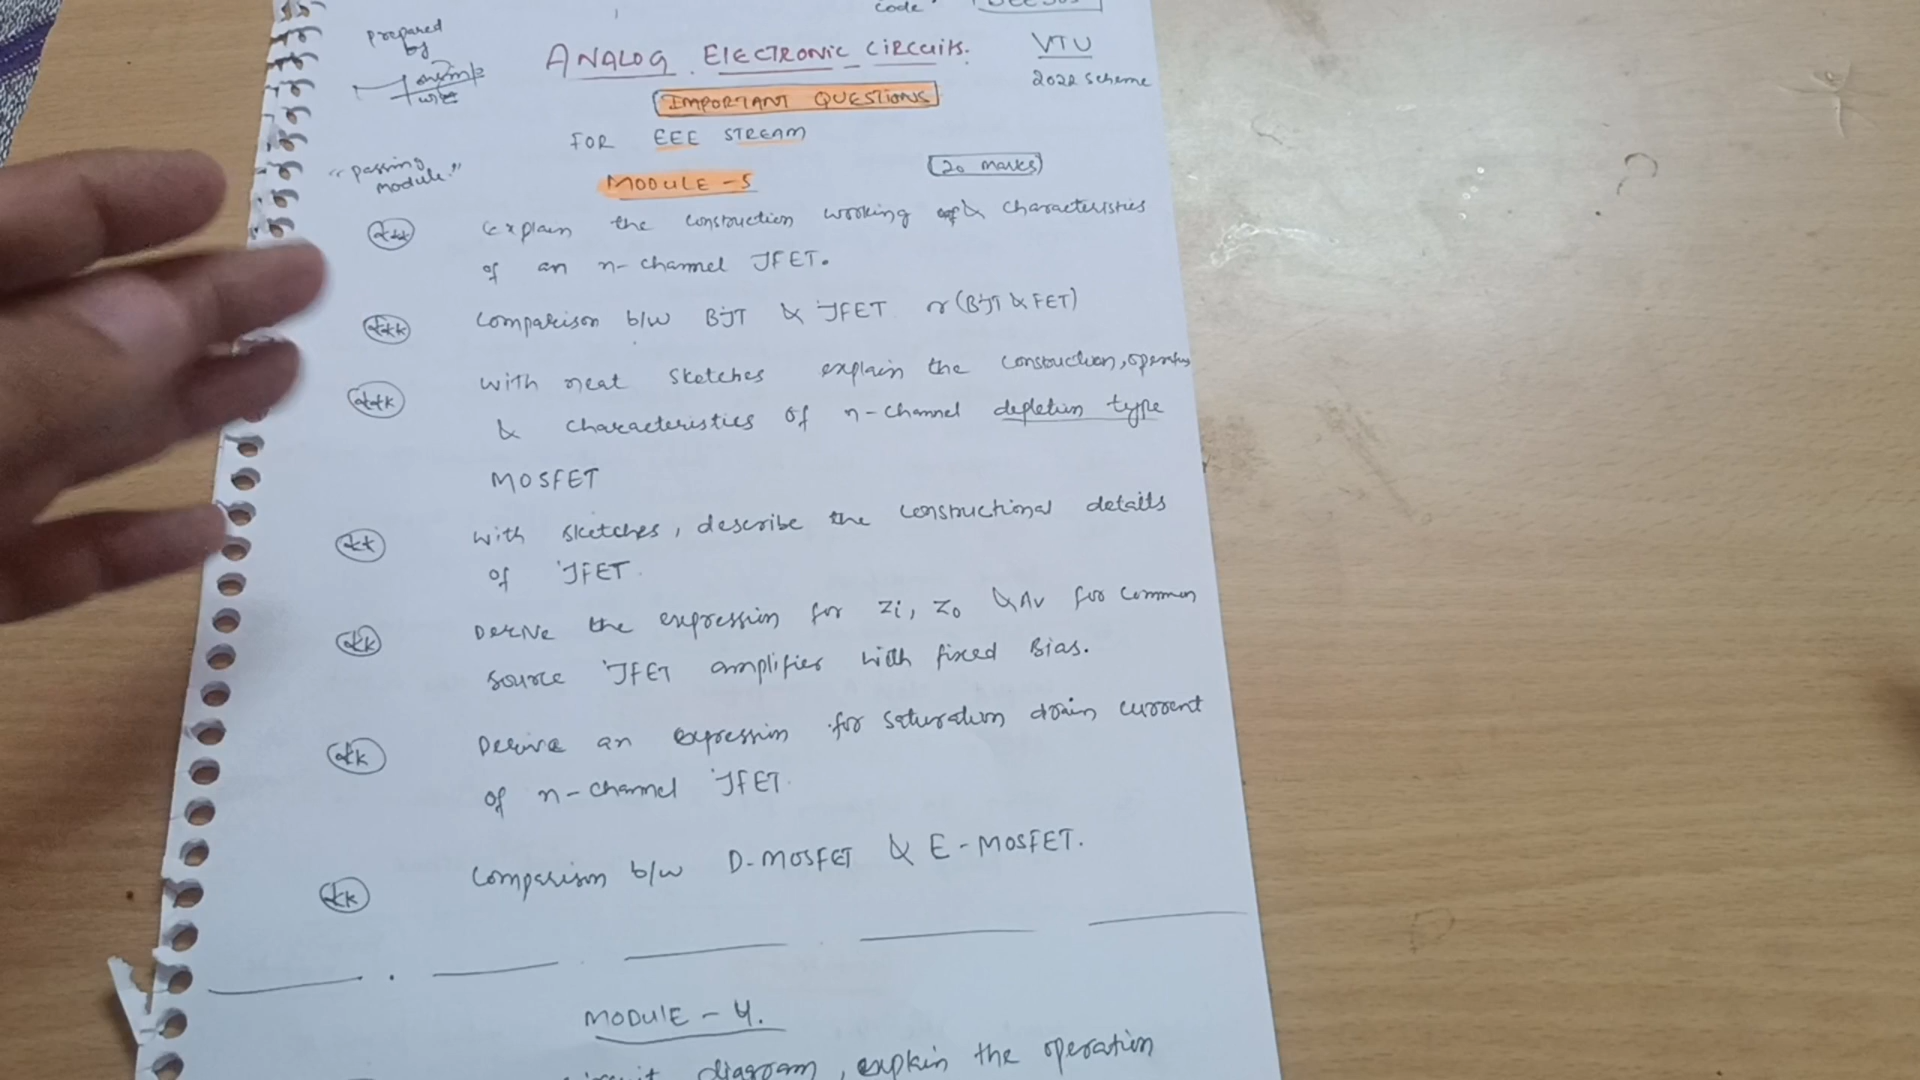 prepared
by
code
ANALOG ELECTRONIC CIRCUITS.
VTU
2022 Scheme
IMPORTANT QUESTIONS
FOR EEE STREAM
"passing
module."
MODULE-5
20 marks
explain the construction working & characteristics
of an n-channel JFET.
Comparison b/w BJT & JFET or (BJT & FET)
with neat sketches explain the construction,
& characteristics of n-channel depletion type
MOSFET
with sketches, describe the constructional details
of JFET.
Derive the expression for Zi, Zo & Av for common
source JFET amplifier with fixed Bias.
Derive an expression for saturation drain current
of n-channel JFET.
Comparison b/w D-MOSFET & E-MOSFET.
MODULE-4.
diagram, explain the operation